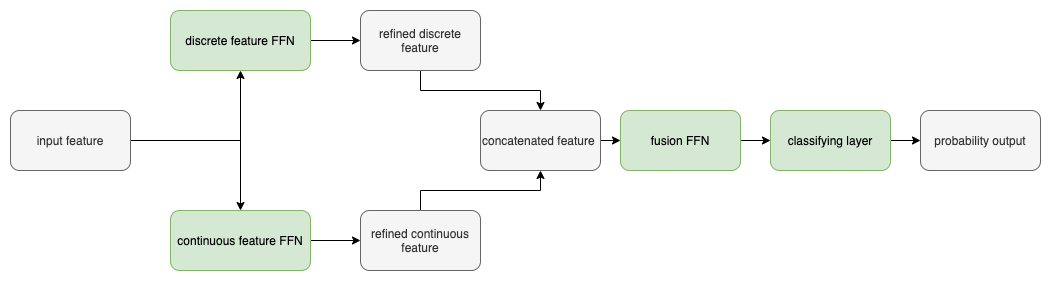 discrete feature FFN
refined discrete
feature
input feature
concatenated feature
fusion FFN
classifying layer
probability output
continuous feature FFN
refined continuous
feature